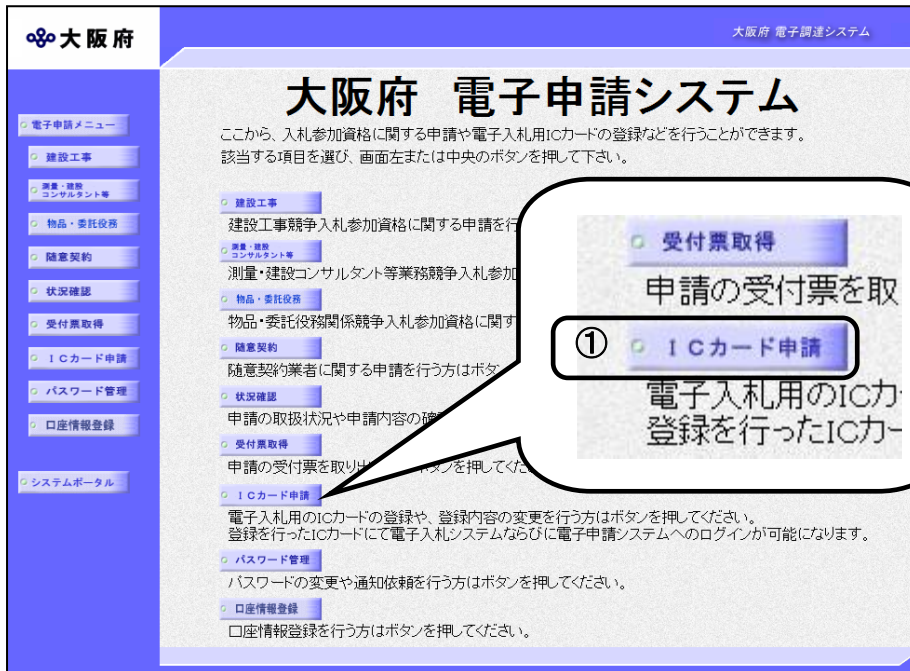 大阪府
大阪府 電子調達システム
電子申請メニュー
建設工事
測量・建設
コンサルタント等
物品・委託役務
随意契約
状況確認
受付票取得
ICカード申請
パスワード管理
口座情報登録
システムポータル
大阪府 電子申請システム
ここから、入札参加資格に関する申請や電子入札用ICカードの登録などを行うことができます。
該当する項目を選び、画面左または中央のボタンを押して下さい。
建設工事
建設工事競争入札参加資格に関する申請を行
測量・建設
コンサルタント等
測量・建設コンサルタント等業務競争入札参加
物品・委託役務
物品・委託役務関係競争入札参加資格に関す
随意契約
随意契約業者に関する申請を行う方はボタ
状況確認
申請の取扱状況や申請内容の確
受付票取得
申請の受付票を取り出 ボタンを押してくだ
ICカード申請
電子入札用のICカードの登録や、登録内容の変更を行う方はボタンを押してください。
登録を行ったICカードにて電子入札システムならびに電子申請システムへのログインが可能になります。
パスワード管理
パスワードの変更や通知依頼を行う方はボタンを押してください。
口座情報登録
口座情報登録を行う方はボタンを押してください。
受付票取得
申請の受付票を取
① ICカード申請
電子入札用のICカ
登録を行ったICカー